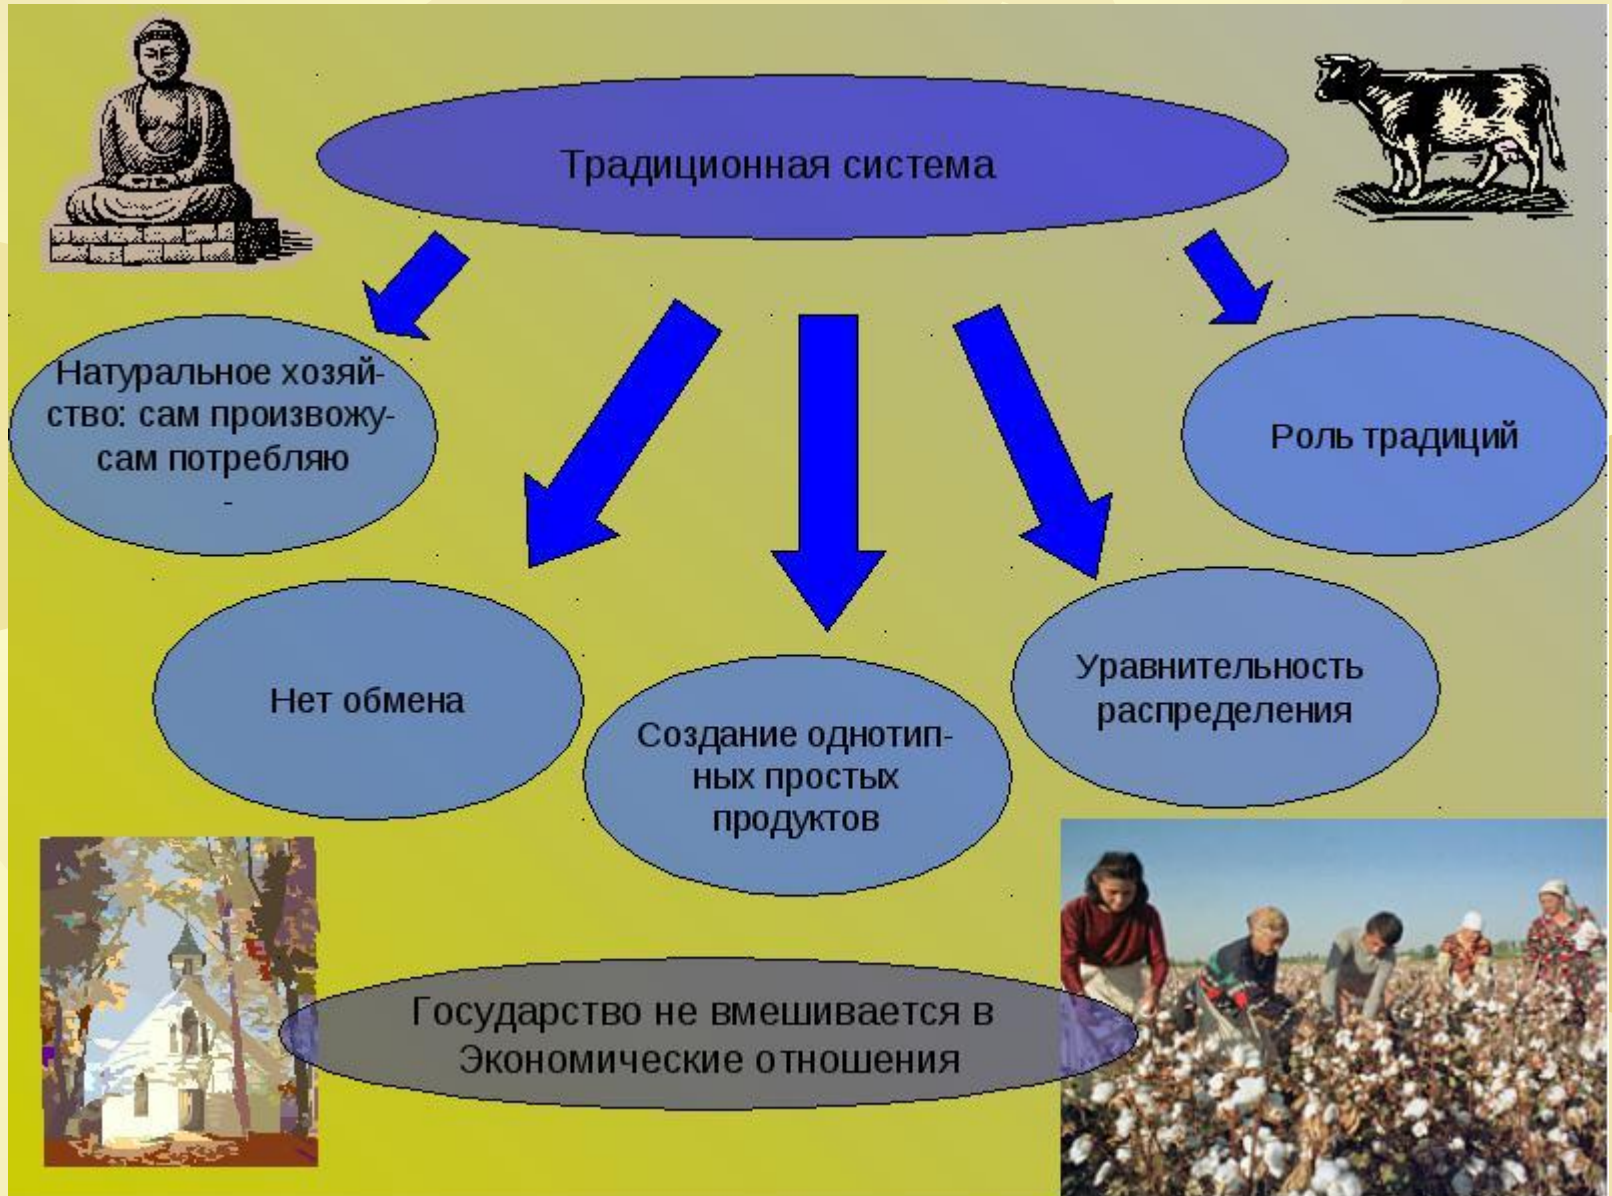 Традиционная система
Натуральное хозяй-
ство: сам произвожу-
сам потребляю
-
Роль традиций
Нет обмена
Уравнительность
распределения
Создание однотип-
ных простых
продуктов
Государство не вмешивается в
Экономические отношения